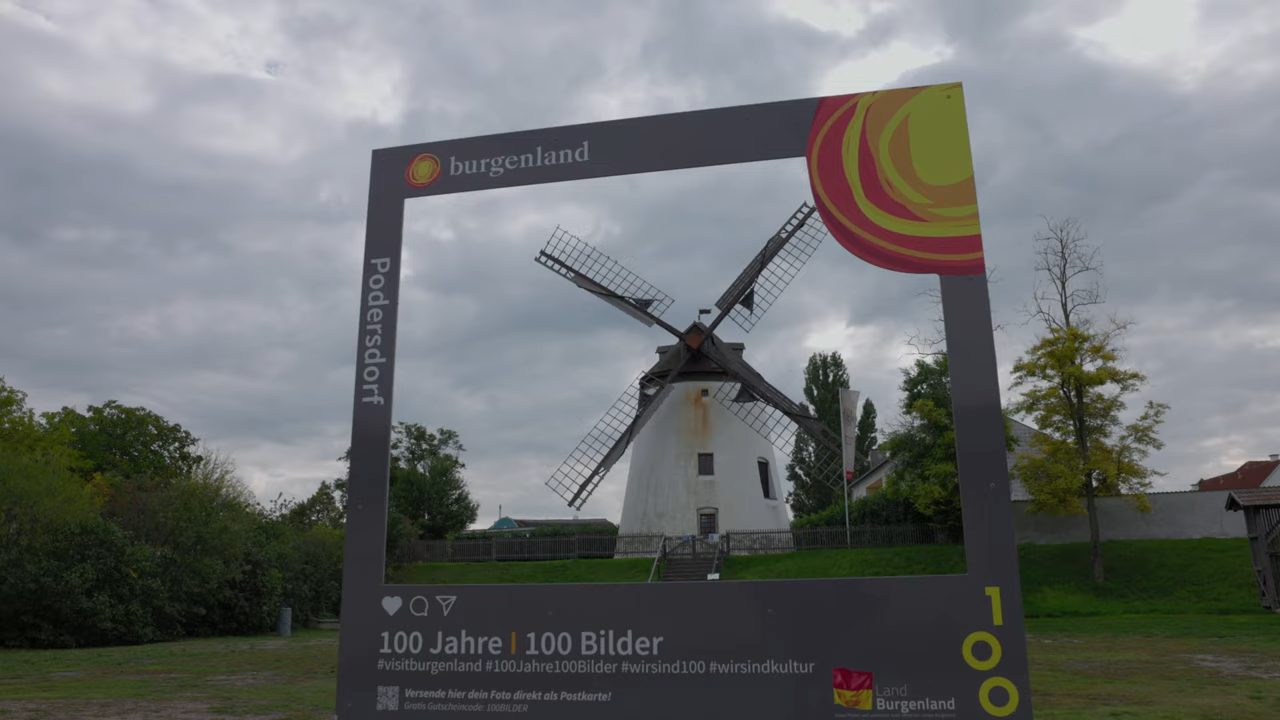 burgenland
Podersdorf
100 Jahre | 100 Bilder
#visitburgenland #100Jahre100Bilder #wirsind100 #wirsindkultur
Versende hier dein Foto direkt als Postkarte!
Gratis Gutscheincode: 100BILDER
Land
Burgenland
100